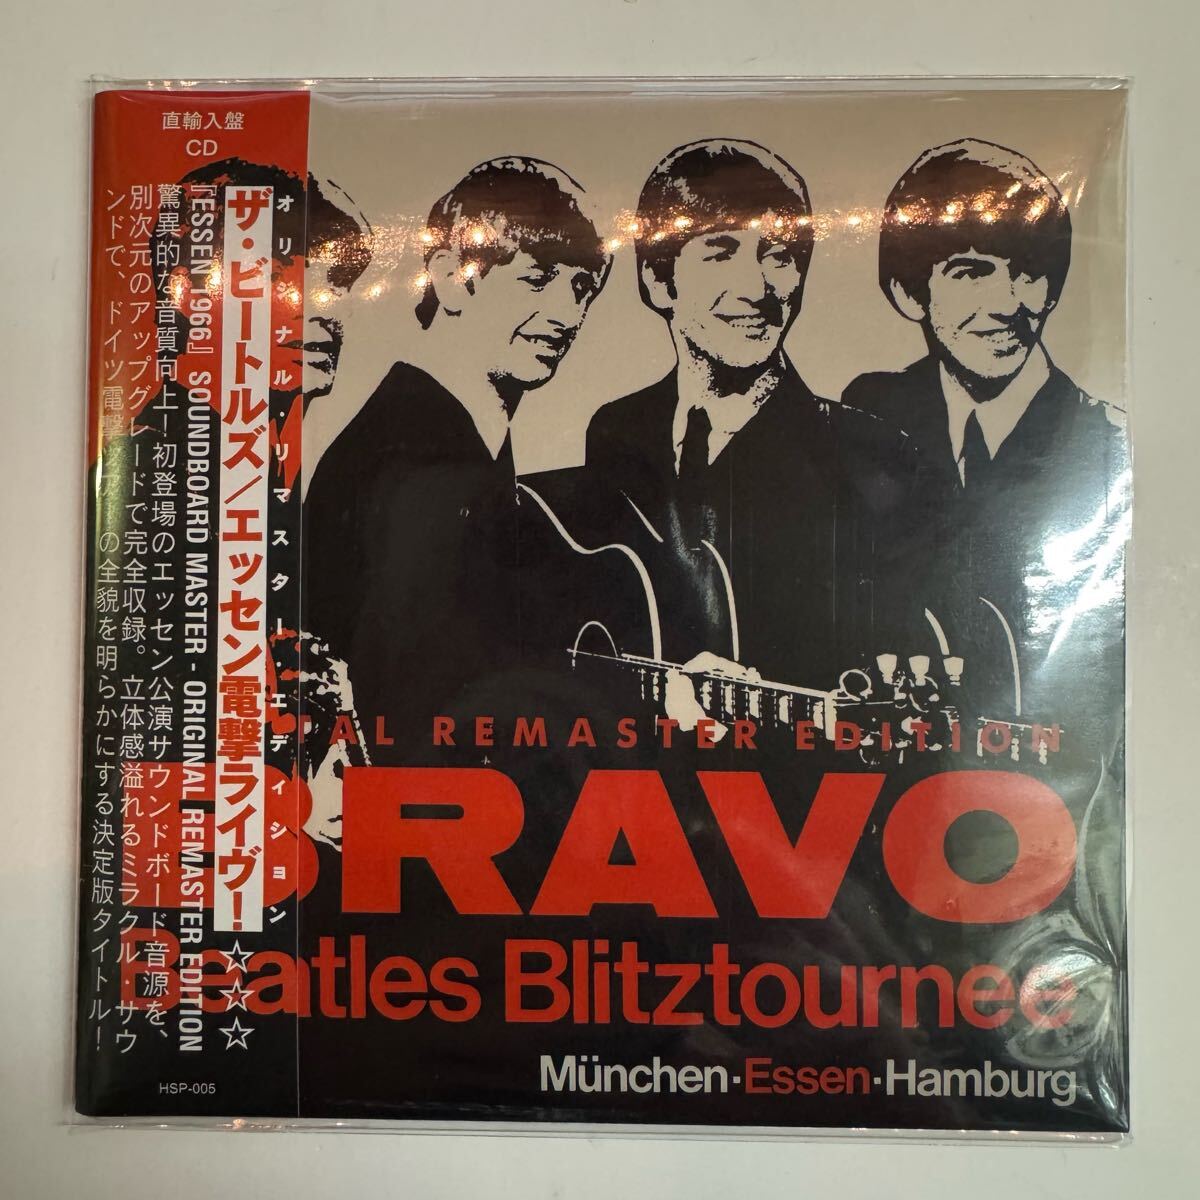 直輸入盤
CD
オリジナル・リマスター・エディション
ザ・ビートルズ/エッセン電撃ライヴ! ☆☆☆
『ESSEN 1966』 SOUNDBOARD MASTER - ORIGINAL REMASTER EDITION
驚異的な音質向上!初登場のエッセン公演サウンドボード音源を、
別次元のアップグレードで完全収録。立体感溢れるミラクル・サウ
ンドで、ドイツ電撃 の全貌を明らかにする決定版タイトル!
HSP-005
AL REMASTER EDITION
BRAVO
Beatles Blitztournee
München·Essen·Hamburg